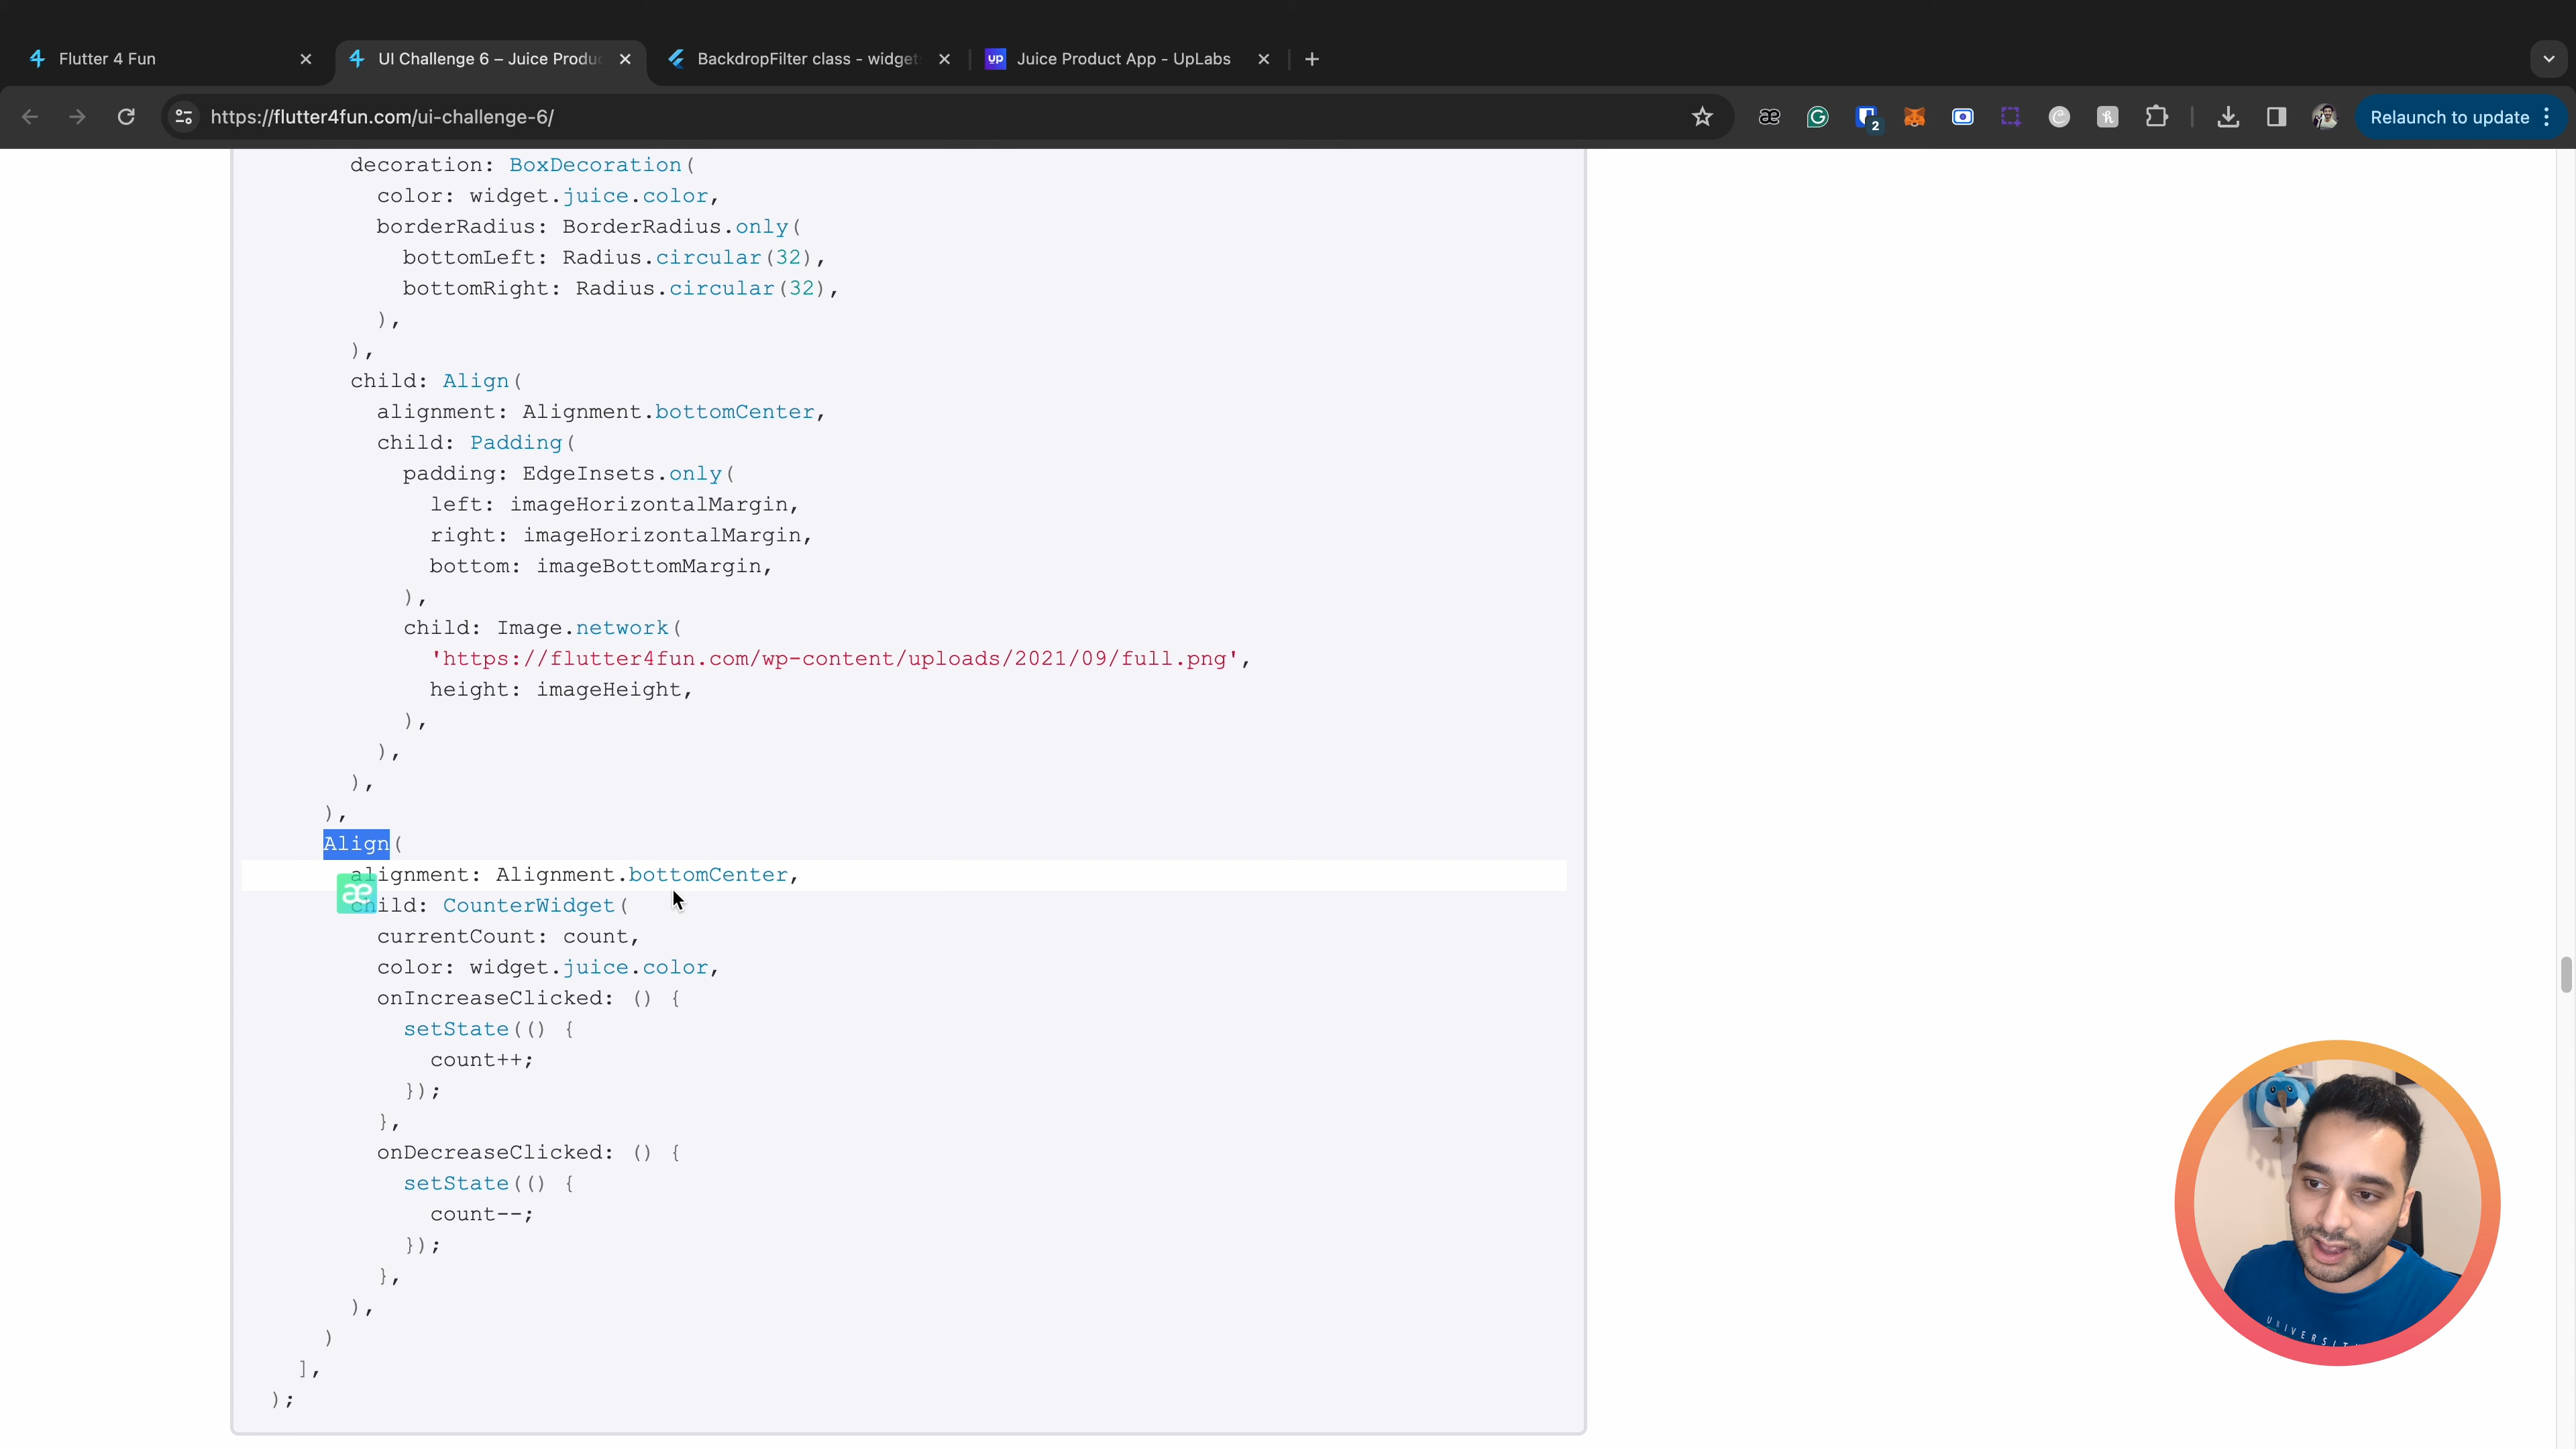 Flutter 4 Fun
UI Challenge 6 – Juice Produ
BackdropFilter class - widget
up
Juice Product App - UpLabs
https://flutter4fun.com/ui-challenge-6/
æ
2
Relaunch to update
decoration: BoxDecoration(
color: widget.juice.color,
borderRadius: BorderRadius.only(
bottomLeft: Radius.circular(32),
bottomRight: Radius.circular(32),
),
),
child: Align(
alignment: Alignment.bottomCenter,
child: Padding(
padding: EdgeInsets.only(
left: imageHorizontalMargin,
right: imageHorizontalMargin,
bottom: imageBottomMargin,
),
child: Image.network(
'https://flutter4fun.com/wp-content/uploads/2021/09/full.png',
height: imageHeight,
),
),
),
),
Align(
alignment: Alignment.bottomCenter,
æ
child: CounterWidget(
currentCount: count,
color: widget.juice.color,
onIncreaseClicked: () {
setState(() {
count++;
});
},
onDecreaseClicked: () {
setState(() {
count--;
});
},
),
)
],
);